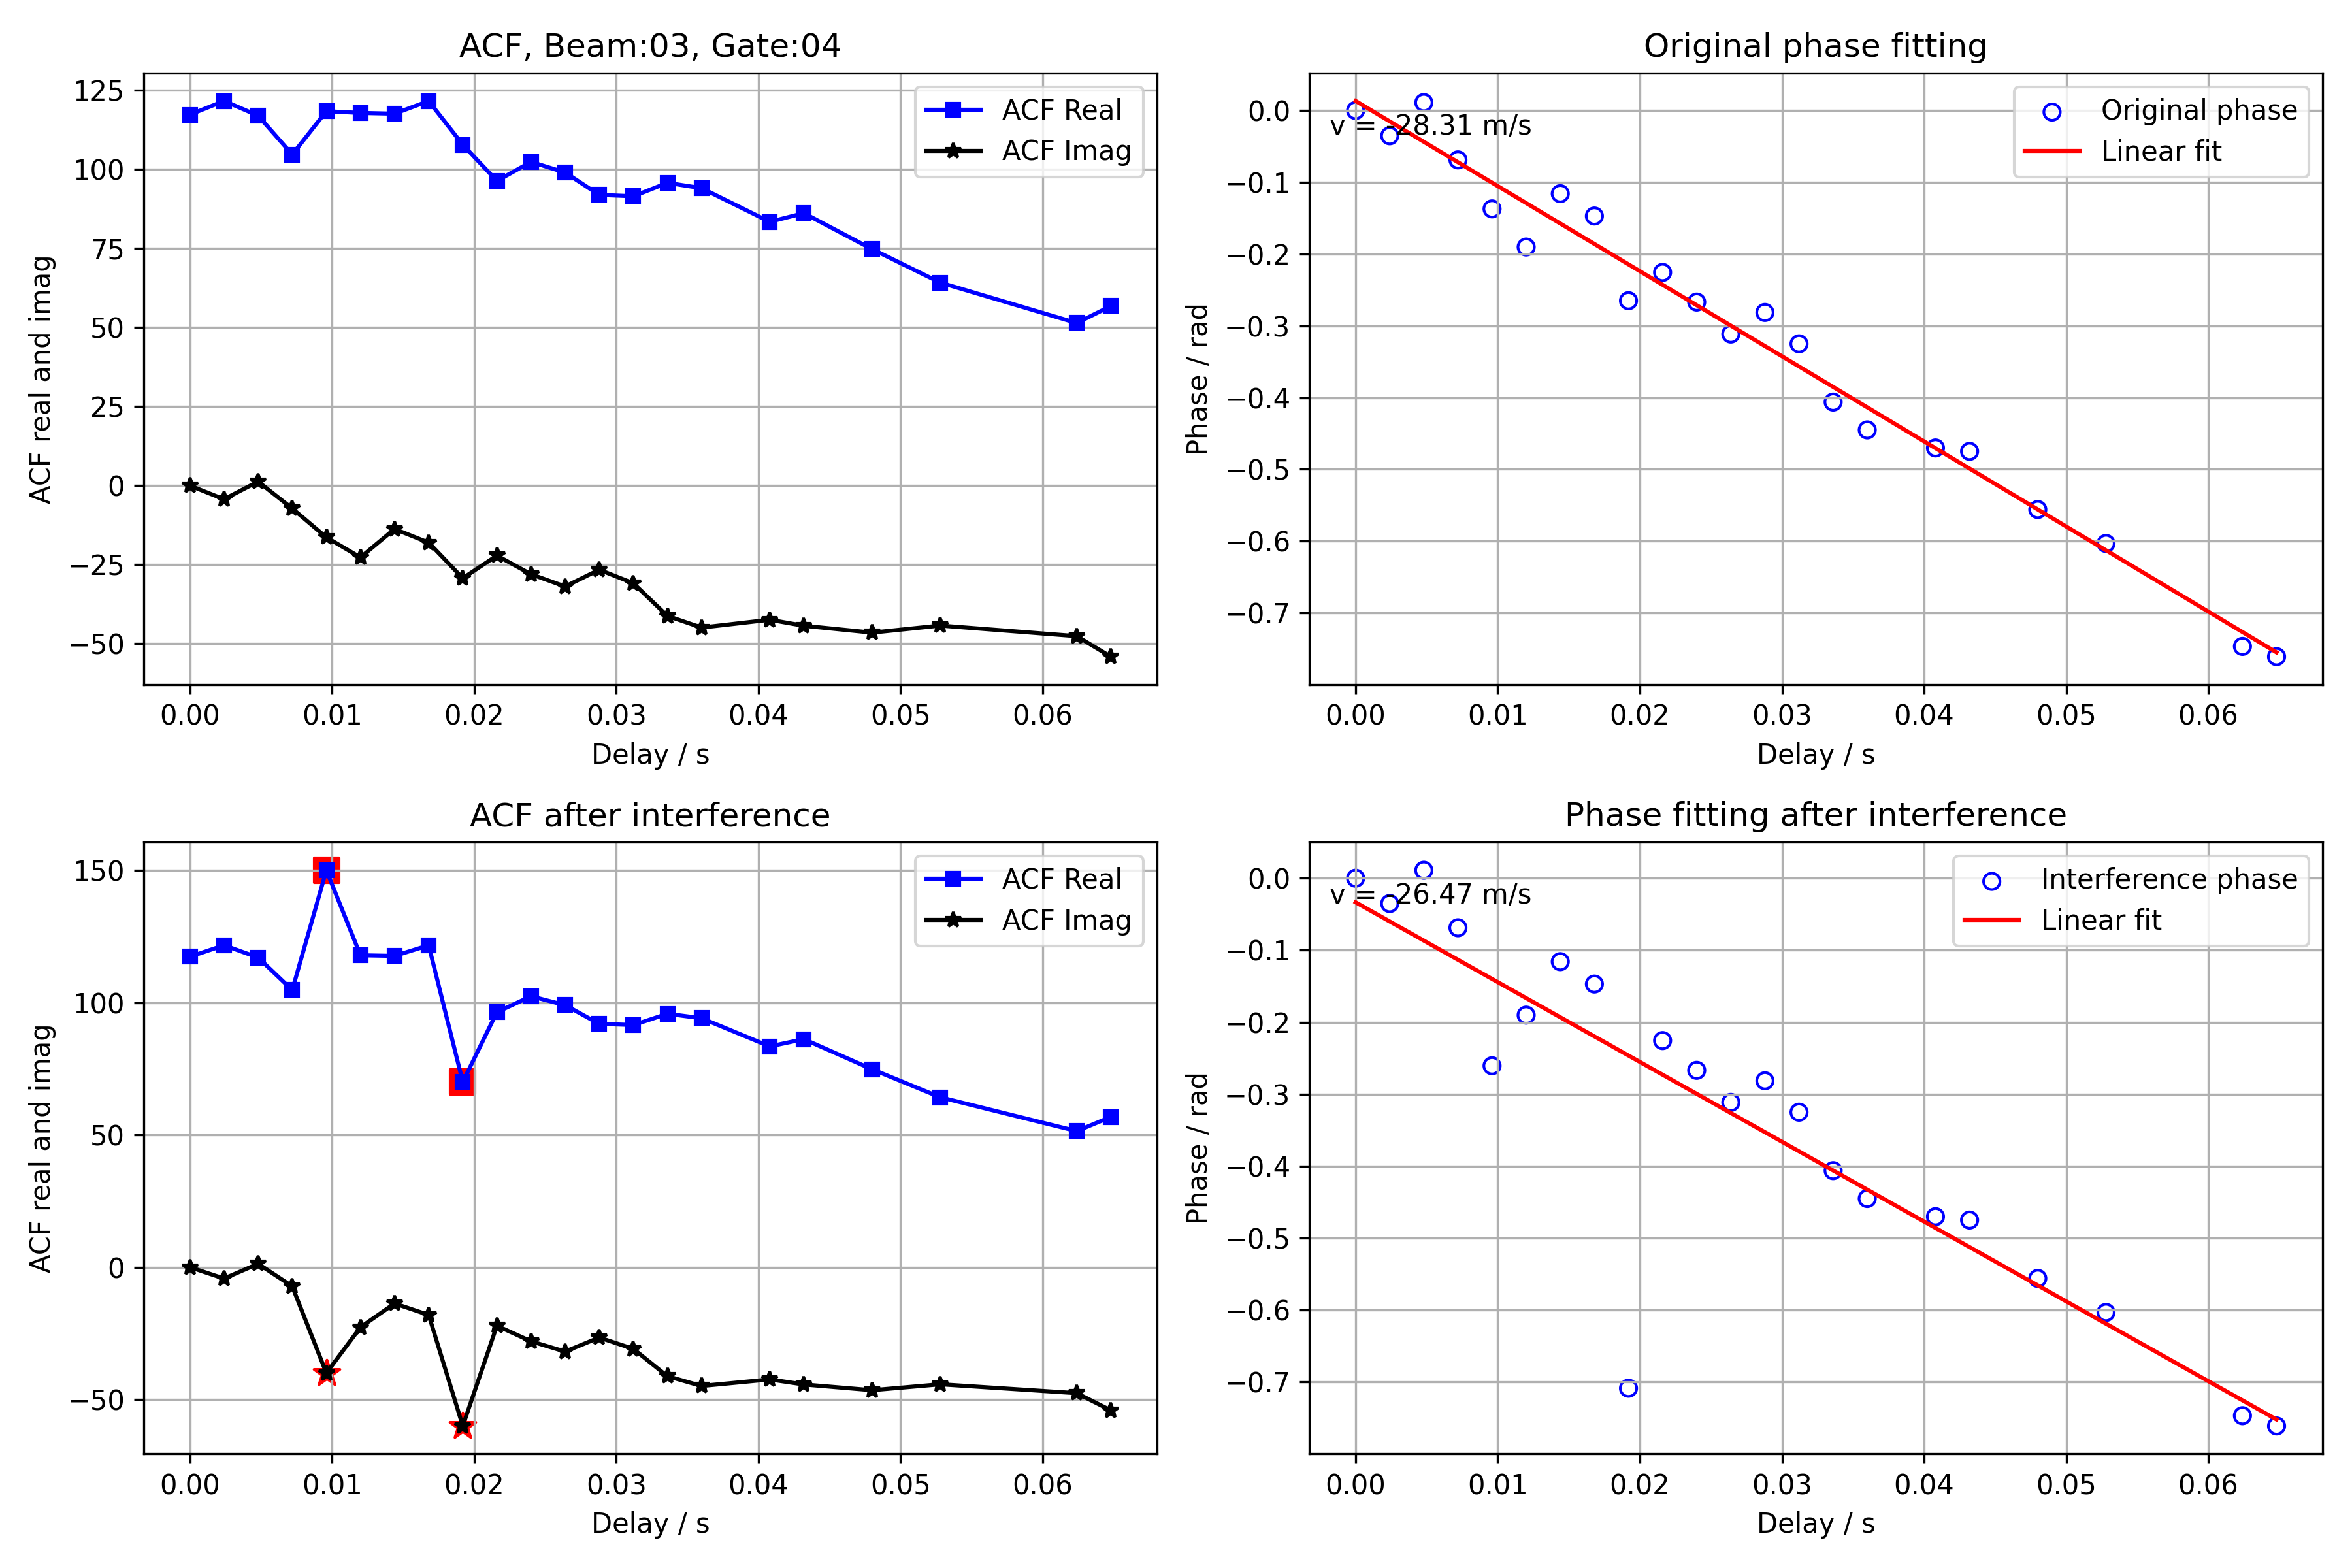 ACF, Beam:03, Gate:04
ACF real and imag
125
100
75
50
25
0
−25
−50
ACF Real
ACF Imag
0.00 0.01 0.02 0.03 0.04 0.05 0.06
Delay / s
Original phase fitting
Phase / rad
0.0
−0.1
−0.2
−0.3
−0.4
−0.5
−0.6
−0.7
v = -28.31 m/s
Original phase
Linear fit
0.00 0.01 0.02 0.03 0.04 0.05 0.06
Delay / s
ACF after interference
ACF real and imag
150
100
50
0
−50
ACF Real
ACF Imag
0.00 0.01 0.02 0.03 0.04 0.05 0.06
Delay / s
Phase fitting after interference
Phase / rad
0.0
−0.1
−0.2
−0.3
−0.4
−0.5
−0.6
−0.7
v = -26.47 m/s
Interference phase
Linear fit
0.00 0.01 0.02 0.03 0.04 0.05 0.06
Delay / s